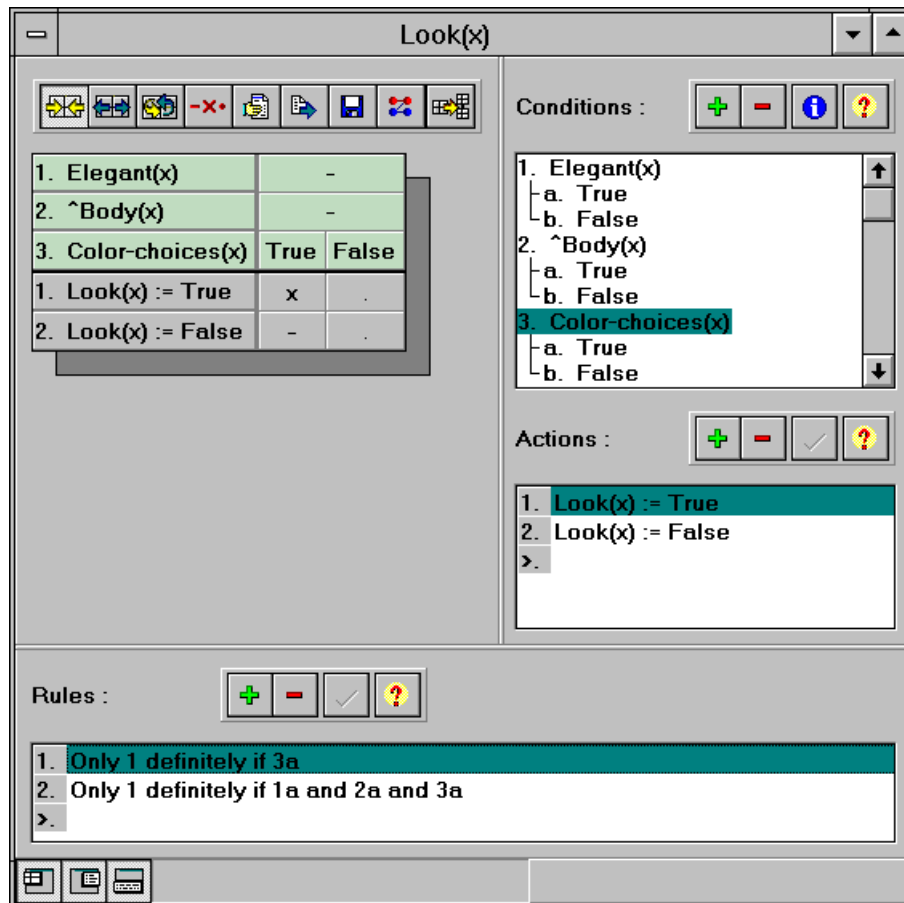 Look(x)
Conditions :
1. Elegant(x) -
2. ^Body(x) -
3. Color-choices(x) True False
1. Look(x) := True x .
2. Look(x) := False - .
1. Elegant(x)
a. True
b. False
2. ^Body(x)
a. True
b. False
3. Color-choices(x)
a. True
b. False
Actions :
1. Look(x) := True
2. Look(x) := False
>.
Rules :
1. Only 1 definitely if 3a
2. Only 1 definitely if 1a and 2a and 3a
>.